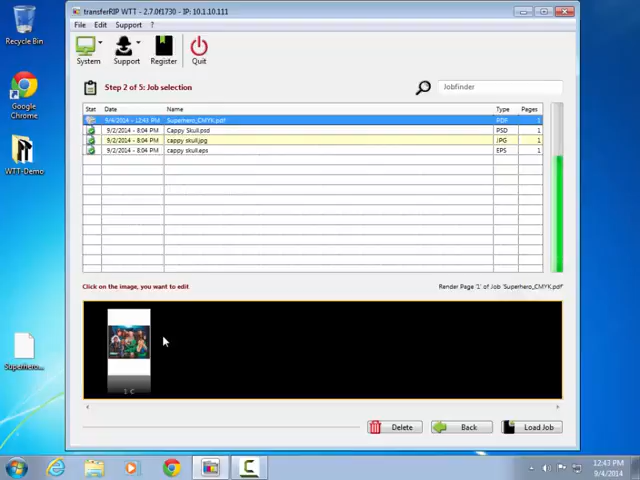 transferRIP WTT - 2.7.0f1730 - IP: 10.1.10.111
File Edit Support ?
System Support Register Quit
Step 2 of 5: Job selection
Jobfinder
Stat Date Name Type Pages
9/4/2014 - 12:43 PM Superhero_CMYK.pdf PDF 1
9/2/2014 - 8:04 PM Cappy Skull.psd PSD 1
9/2/2014 - 8:04 PM cappy skull.jpg JPG 1
9/2/2014 - 8:04 PM cappy skull.eps EPS 1
Click on the image, you want to edit
Render Page '1' of Job 'Superhero_CMYK.pdf'
1 C
Delete Back Load Job
Recycle Bin
Google
Chrome
WTT-Demo
Superhero...
12:47 PM
9/4/2014